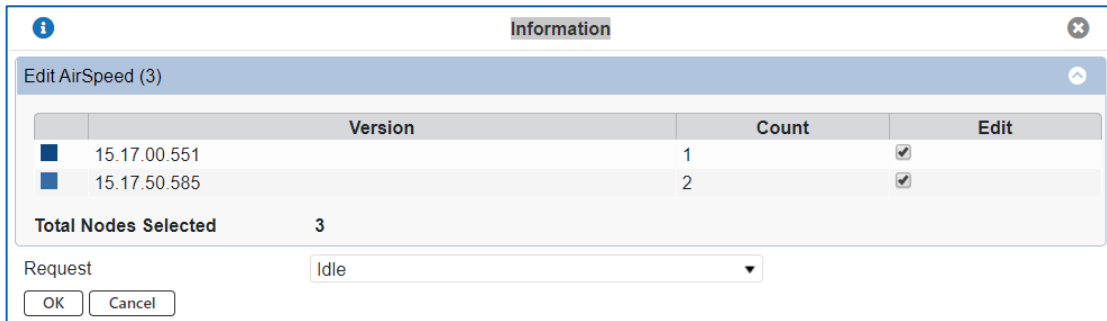 Information
Edit AirSpeed (3)
Version Count Edit
15.17.00.551 1
15.17.50.585 2
Total Nodes Selected 3
Request Idle
OK Cancel